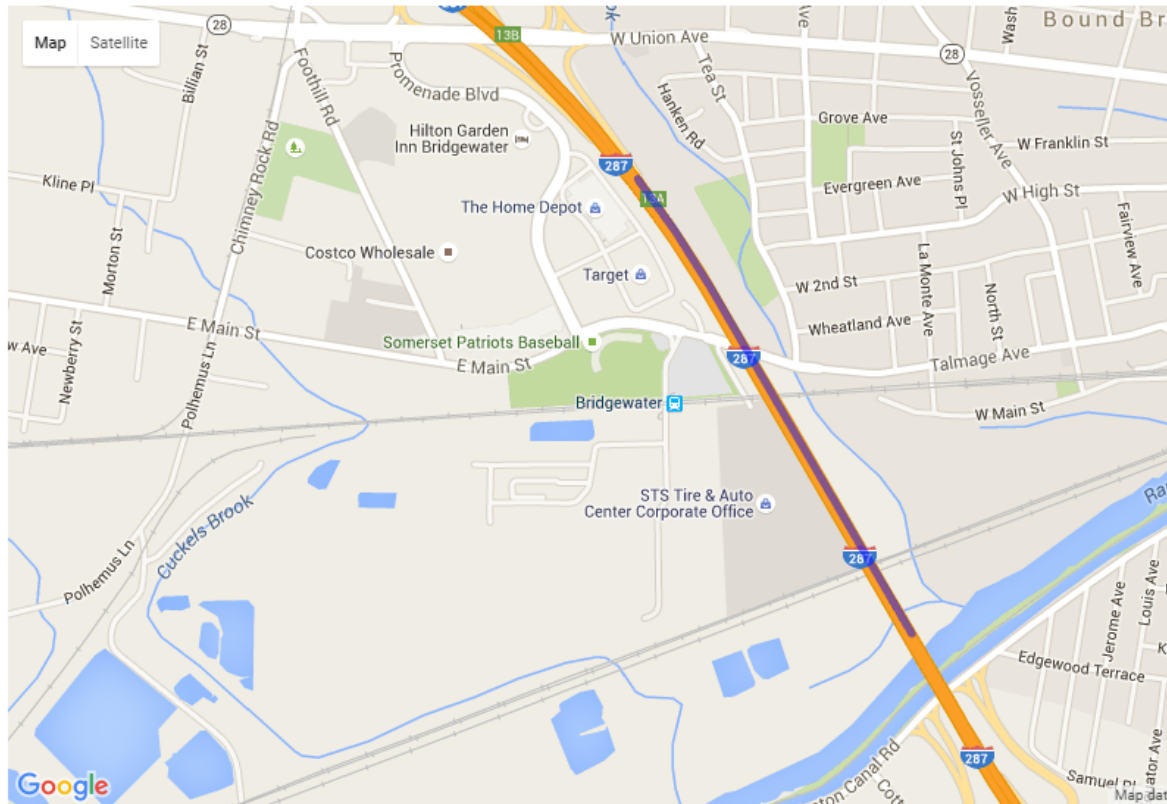 Map
Satellite
28
Billian St
Foothill Rd
Promenade Blvd
13B
W Union Ave
Bound Br
28
Tea St
Hanken Rd
Vosseller Ave
Grove Ave
St Johns Pl
W Franklin St
Hilton Garden
Inn Bridgewater
287
13A
Evergreen Ave
W High St
Fairview Ave
Kline Pl
Chimney Rock Rd
Morton St
The Home Depot
Costco Wholesale
Target
W 2nd St
La Monte Ave
North St
Wheatland Ave
Talmage Ave
E Main St
Newberry St
w Ave
Polhemus Ln
Somerset Patriots Baseball
E Main St
287
Bridgewater
W Main St
STS Tire & Auto
Center Corporate Office
Cuckels Brook
Polhemus Ln
287
Jerome Ave
Louis Ave
Edgewood Terrace
287
Google
Map dat